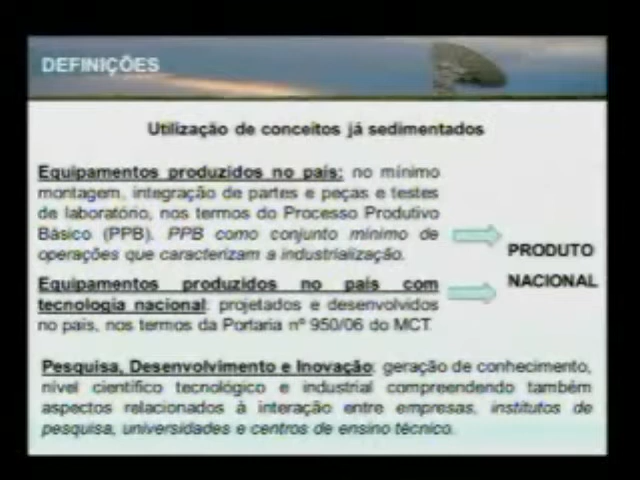 DEFINIÇÕES
Utilização de conceitos já sedimentados
Equipamentos produzidos no país: no mínimo
montagem, integração de partes e peças e testes
de laboratório, nos termos do Processo Produtivo
Básico (PPB). PPB como conjunto mínimo de
operações que caracterizam a industrialização.
PRODUTO
NACIONAL
Equipamentos produzidos no país com
tecnologia nacional: projetados e desenvolvidos
no país, nos termos da Portaria nº 950/06 do MCT.
Pesquisa, Desenvolvimento e Inovação: geração de conhecimento,
nível científico tecnológico e industrial compreendendo também
aspectos relacionados à interação entre empresas, institutos de
pesquisa, universidades e centros de ensino técnico.